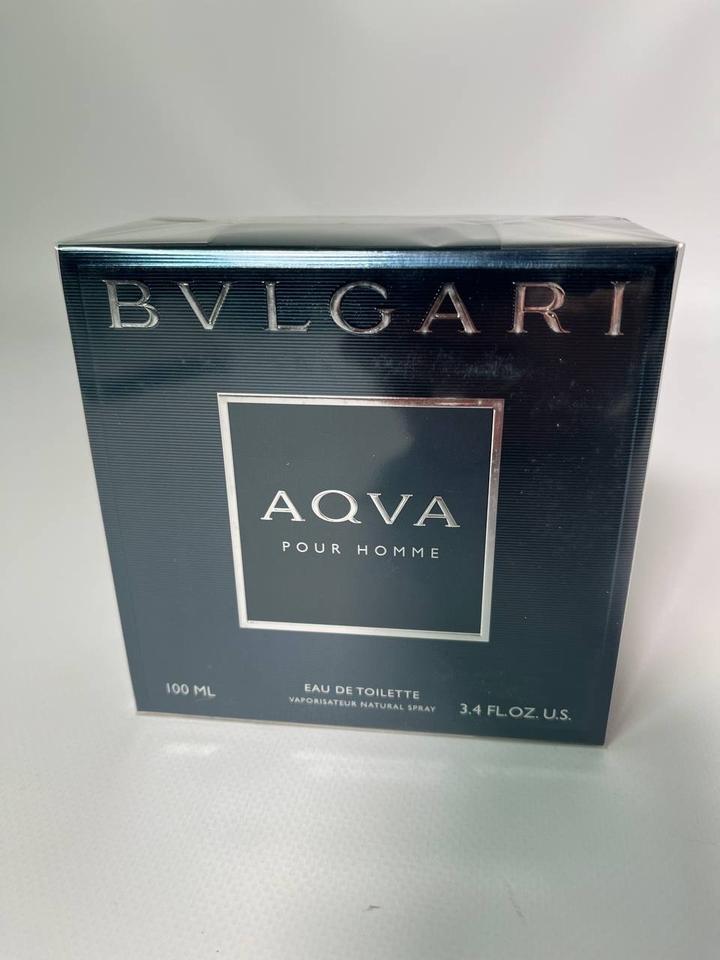 BVLGARI
AQVA
POUR HOMME
100 ML
EAU DE TOILETTE
VAPORISATEUR NATURAL SPRAY
3.4 FL.OZ. U.S.